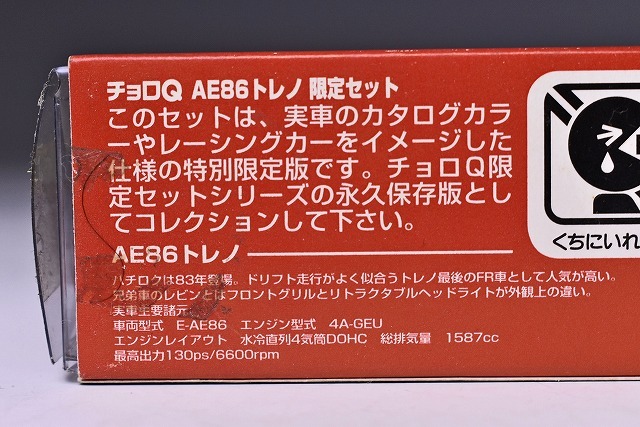 チョロQ AE86トレノ 限定セット
このセットは、実車のカタログカラ
ーやレーシングカーをイメージした
仕様の特別限定版です。チョロQ限
定セットシリーズの永久保存版とし
てコレクションして下さい。
AE86トレノ
ハチロクは83年登場。ドリフト走行がよく似合うトレノ最後のFR車として人気が高い。
兄弟車のレビンとはフロントグリルとリトラクタブルヘッドライトが外観上の違い。
実車主要諸元
車両型式 E-AE86 エンジン型式 4A-GEU
エンジンレイアウト 水冷直列4気筒DOHC 総排気量 1587cc
最高出力130ps/6600rpm
くちにいれ